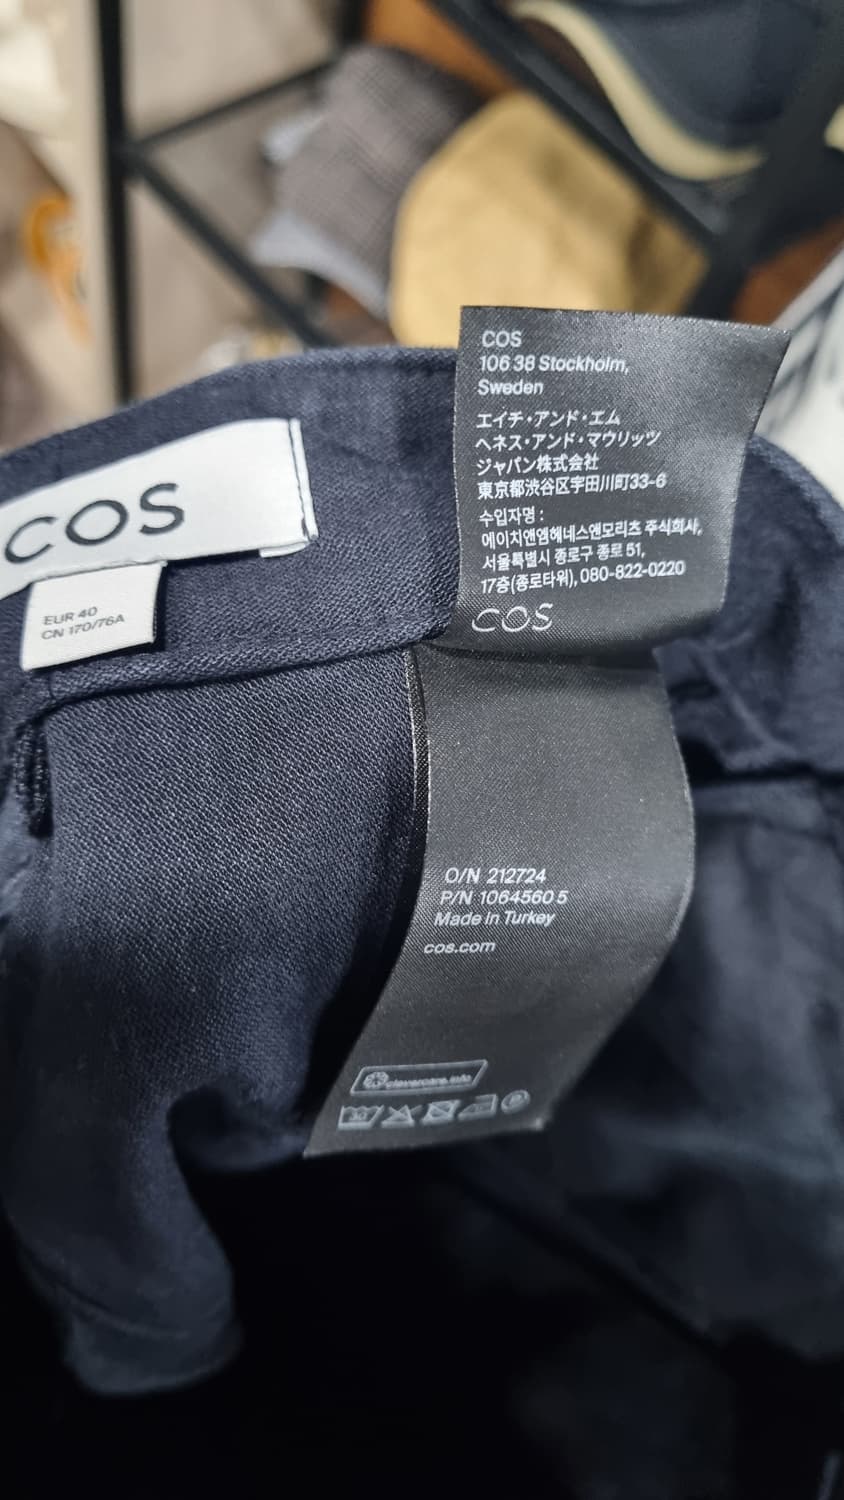 COS
EUR 40
CN 170/76A
COS
106 38 Stockholm,
Sweden
エイチ・アンド・エム
ヘネス・アンド・マウリッツ
ジャパン株式会社
東京都渋谷区宇田川町33-6
수입자명 :
에이치앤엠헤네스앤모리츠 주식회사,
서울특별시 종로구 종로 51,
17층(종로타워), 080-822-0220
COS
O/N 212724
P/N 1064560 5
Made in Turkey
cos.com
clevercare.info